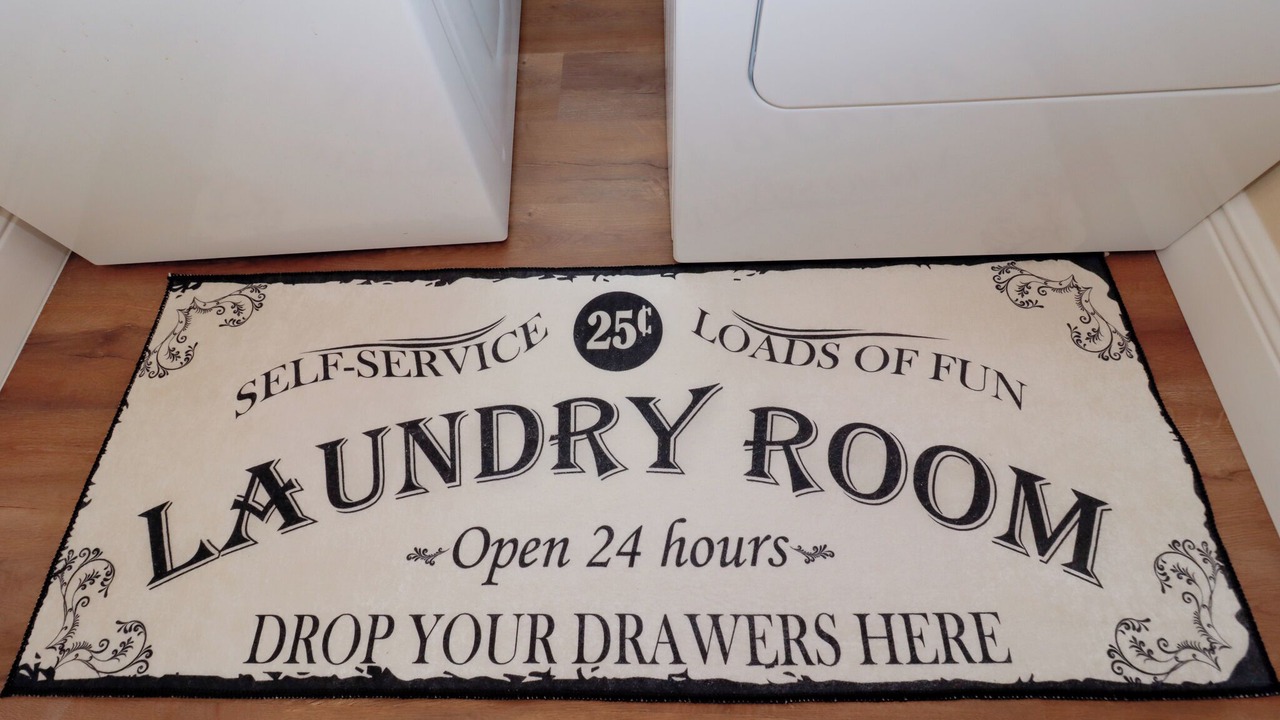 SELF-SERVICE 25¢ LOADS OF FUN
LAUNDRY ROOM
Open 24 hours
DROP YOUR DRAWERS HERE